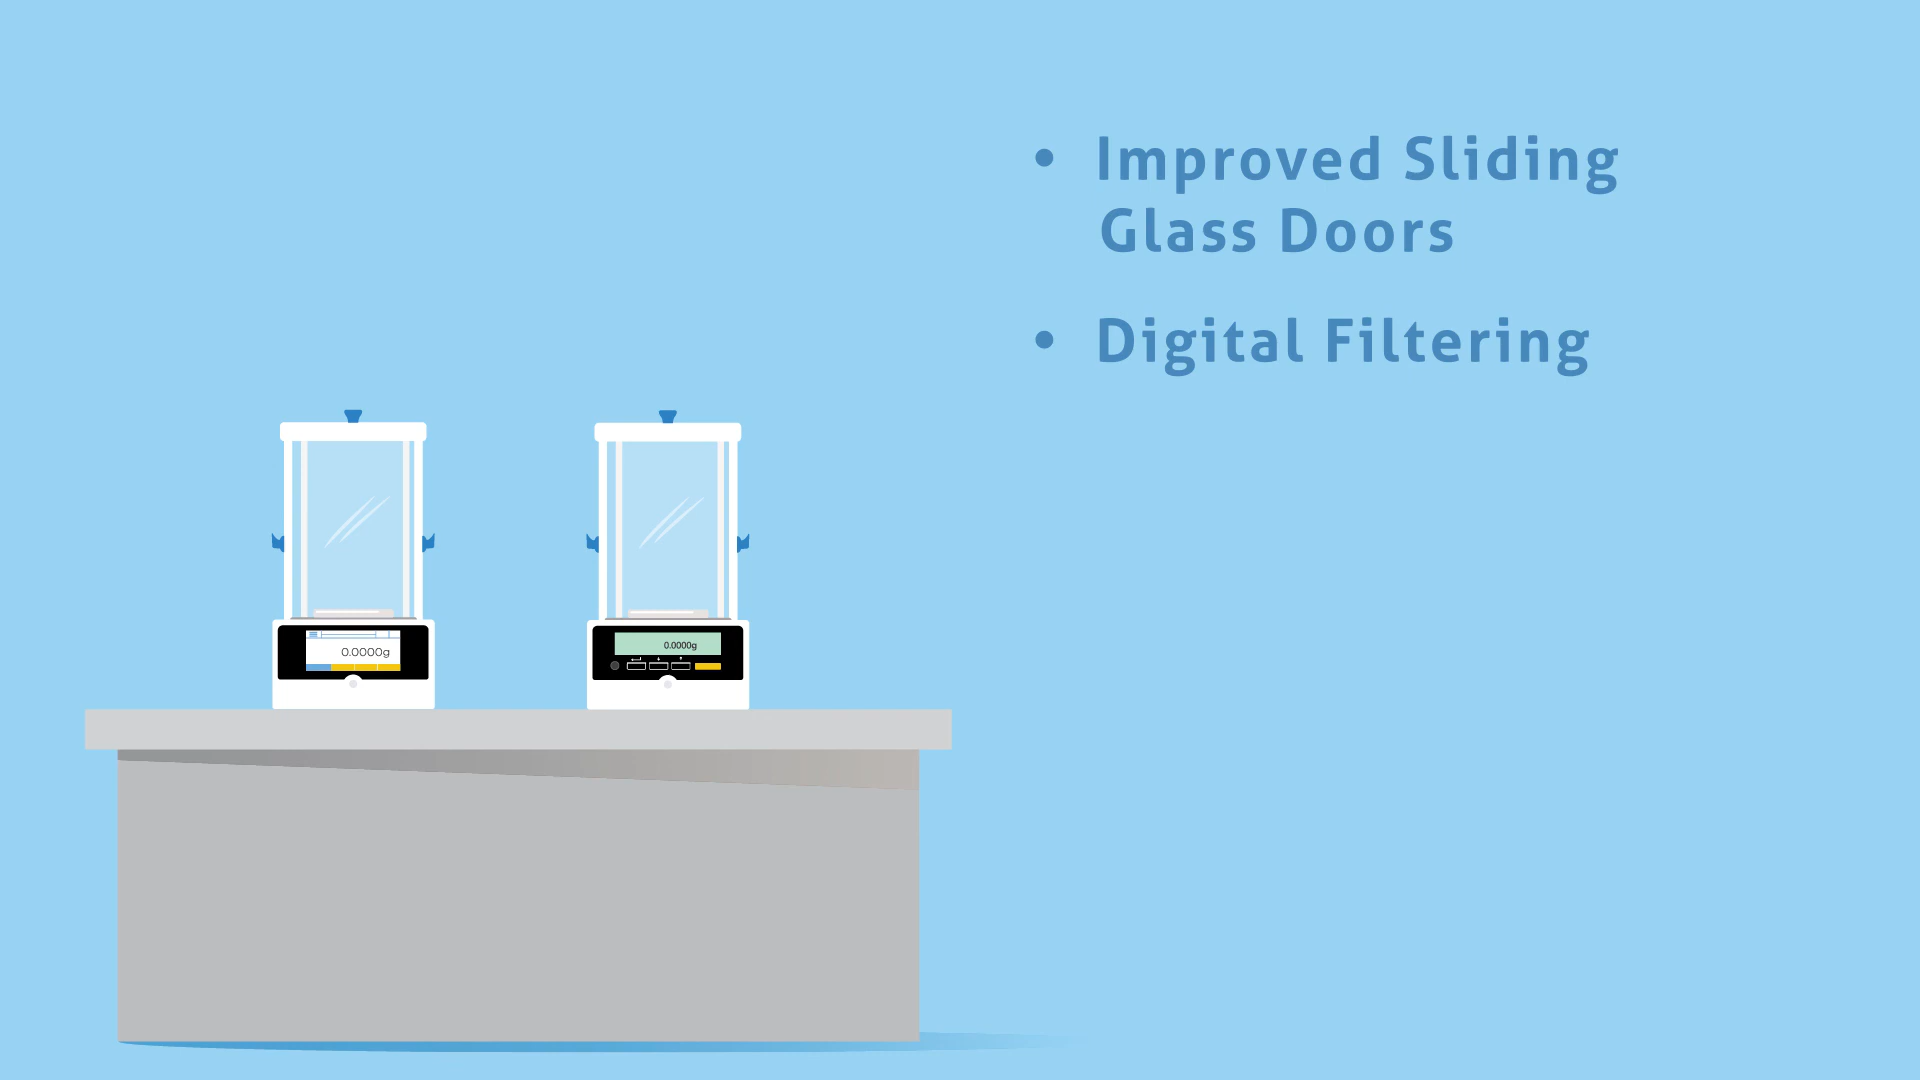 • Improved Sliding
Glass Doors
• Digital Filtering
0.0000g
0.0000g